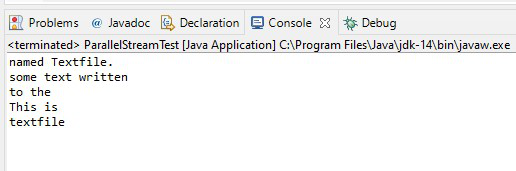 Problems @ Javadoc Declaration Console Debug
<terminated> ParallelStreamTest [Java Application] C:\Program Files\Java\jdk-14\bin\javaw.exe
named Textfile.
some text written
to the
This is
textfile